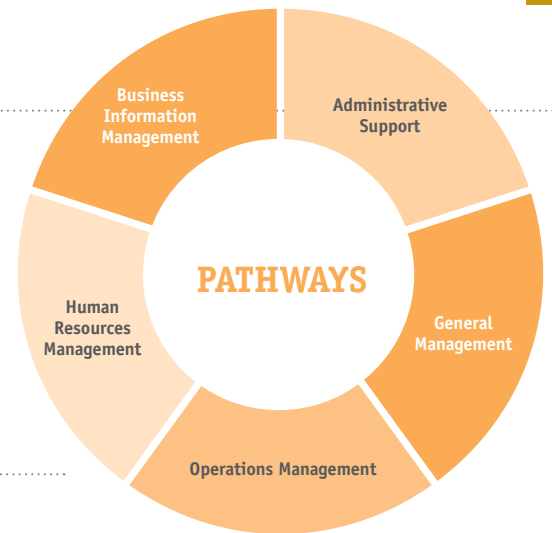 Business
Information
Management
Administrative
Support
PATHWAYS
Human
Resources
Management
General
Management
Operations Management